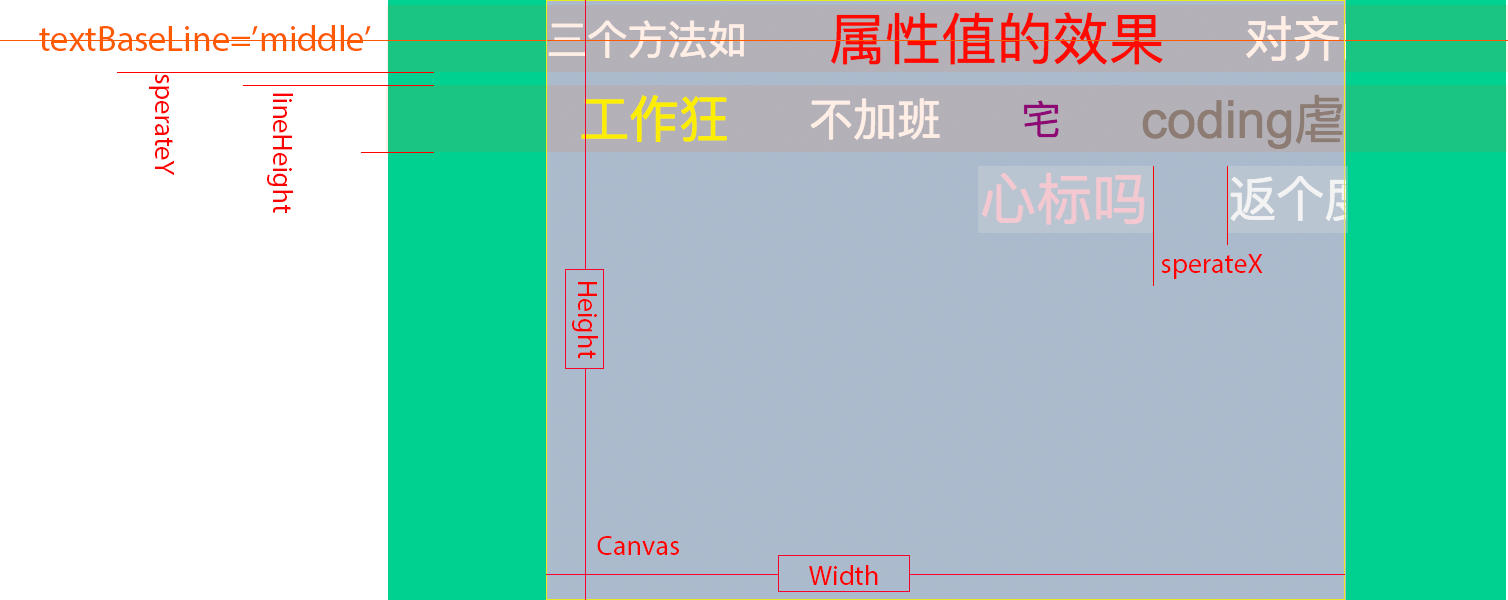 textBaseLine='middle' 三个方法如 属性值的效果 对齐
sperateY
lineHeight
工作狂 不加班 宅 coding虐
心标吗 返个度
sperateX
Height
Canvas
Width